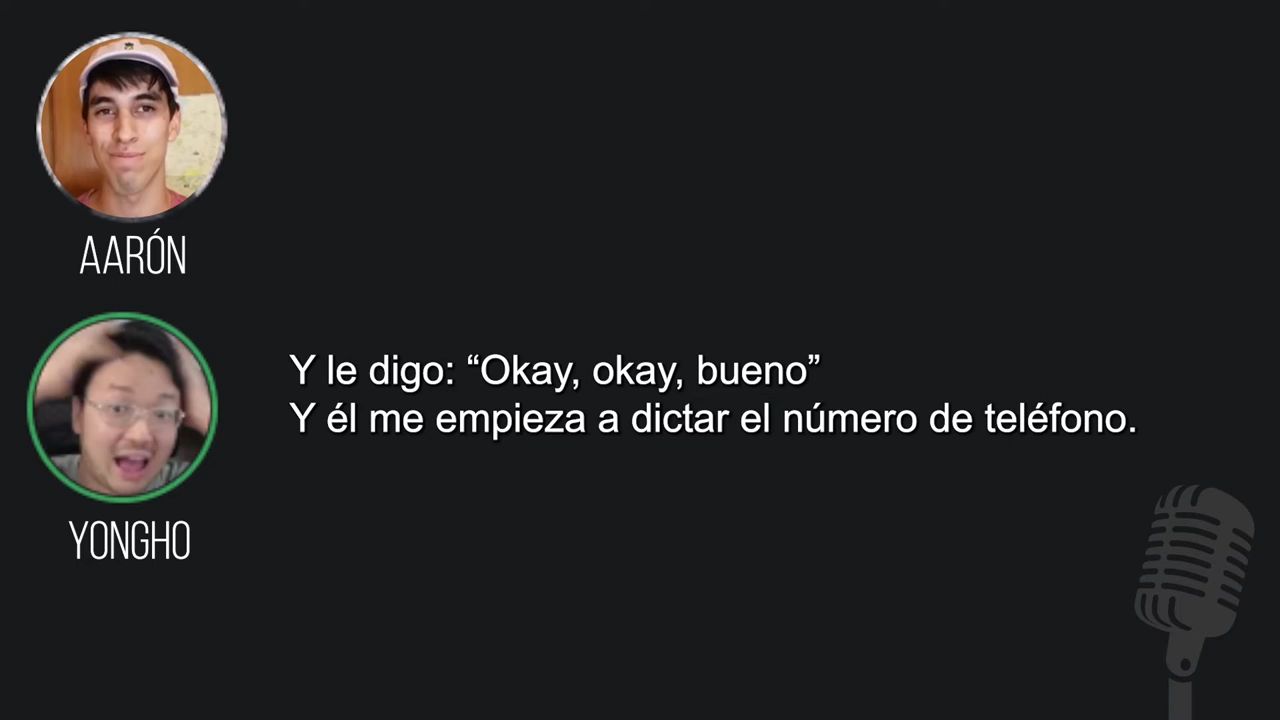 AARÓN
Y le digo: “Okay, okay, bueno”
Y él me empieza a dictar el número de teléfono.
YONGHO